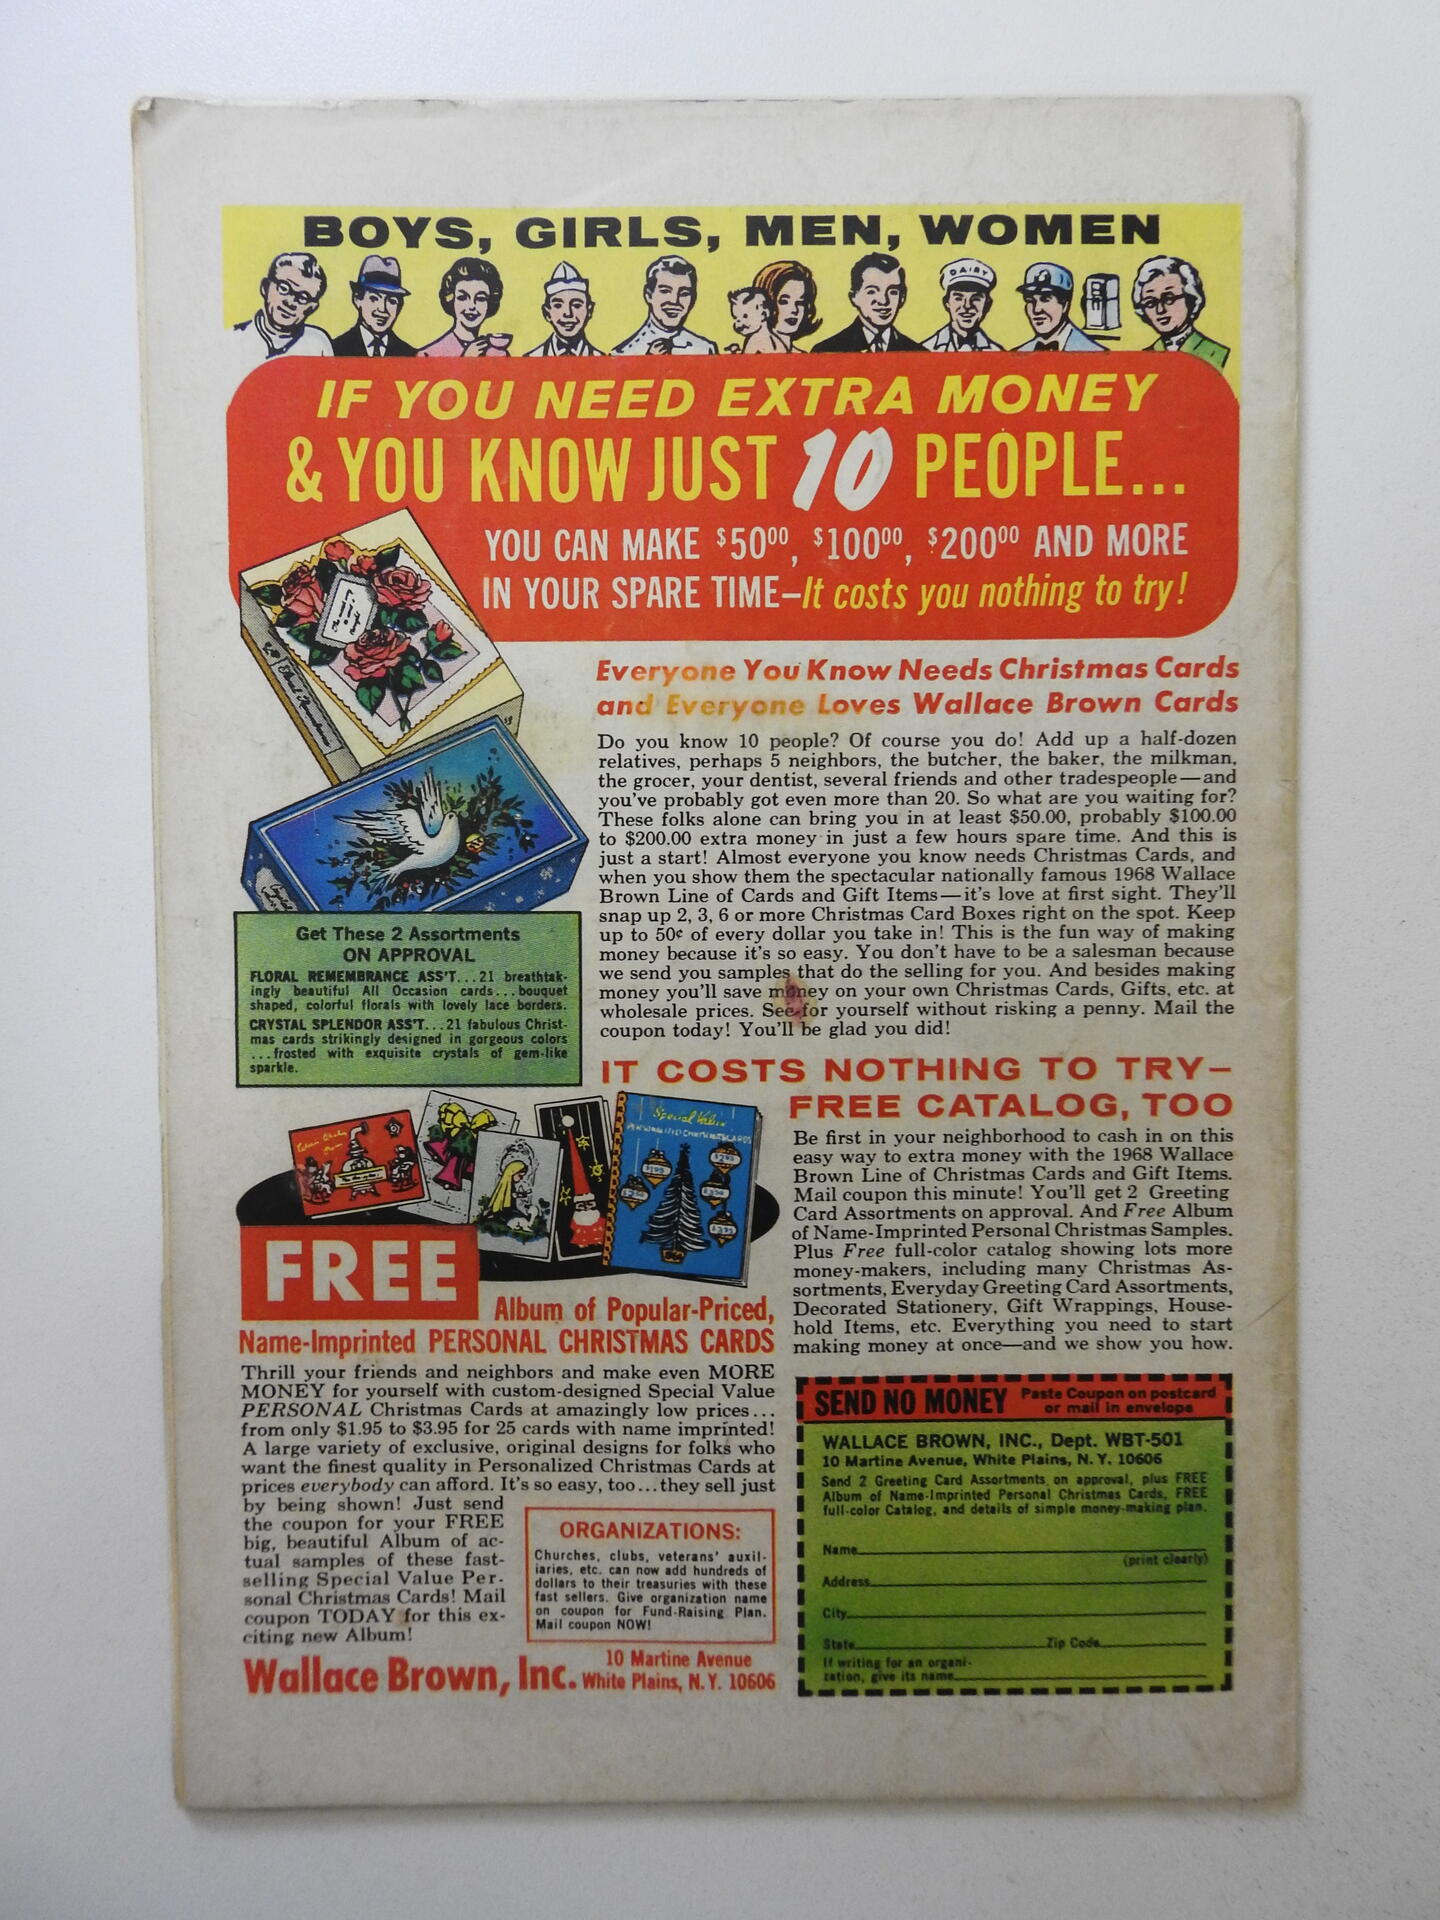 BOYS, GIRLS, MEN, WOMEN
DAIRY
IF YOU NEED EXTRA MONEY
& YOU KNOW JUST 10 PEOPLE...
YOU CAN MAKE $5000, $10000, $20000 AND MORE
IN YOUR SPARE TIME—It costs you nothing to try!
Everyone You Know Needs Christmas Cards
and Everyone Loves Wallace Brown Cards
Do you know 10 people? Of course you do! Add up a half-dozen
relatives, perhaps 5 neighbors, the butcher, the baker, the milkman,
the grocer, your dentist, several friends and other tradespeople—and
you've probably got even more than 20. So what are you waiting for?
These folks alone can bring you in at least $50.00, probably $100.00
to $200.00 extra money in just a few hours spare time. And this is
just a start! Almost everyone you know needs Christmas Cards, and
when you show them the spectacular nationally famous 1968 Wallace
Brown Line of Cards and Gift Items—it's love at first sight. They'll
snap up 2, 3, 6 or more Christmas Card Boxes right on the spot. Keep
up to 50¢ of every dollar you take in! This is the fun way of making
money because it's so easy. You don't have to be a salesman because
we send you samples that do the selling for you. And besides making
money you'll save money on your own Christmas Cards, Gifts, etc. at
wholesale prices. See for yourself without risking a penny. Mail the
coupon today! You'll be glad you did!
Get These 2 Assortments
ON APPROVAL
FLORAL REMEMBRANCE ASS'T...21 breathtak-
ingly beautiful All Occasion cards...bouquet
shaped, colorful florals with lovely lace borders.
CRYSTAL SPLENDOR ASS'T...21 fabulous Christ-
mas cards strikingly designed in gorgeous colors
...frosted with exquisite crystals of gem-like
sparkle.
IT COSTS NOTHING TO TRY—
FREE CATALOG, TOO
Be first in your neighborhood to cash in on this
easy way to extra money with the 1968 Wallace
Brown Line of Christmas Cards and Gift Items.
Mail coupon this minute! You'll get 2 Greeting
Card Assortments on approval. And Free Album
of Name-Imprinted Personal Christmas Samples.
Plus Free full-color catalog showing lots more
money-makers, including many Christmas As-
sortments, Everyday Greeting Card Assortments,
Decorated Stationery, Gift Wrappings, House-
hold Items, etc. Everything you need to start
making money at once—and we show you how.
Special Value
PERSONALIZED CHRISTMAS CARDS
$1.95
$3.95
FREE
Album of Popular-Priced,
Name-Imprinted PERSONAL CHRISTMAS CARDS
Thrill your friends and neighbors and make even MORE
MONEY for yourself with custom-designed Special Value
PERSONAL Christmas Cards at amazingly low prices...
from only $1.95 to $3.95 for 25 cards with name imprinted!
A large variety of exclusive, original designs for folks who
want the finest quality in Personalized Christmas Cards at
prices everybody can afford. It's so easy, too...they sell just
by being shown! Just send
the coupon for your FREE
big, beautiful Album of ac-
tual samples of these fast-
selling Special Value Per-
sonal Christmas Cards! Mail
coupon TODAY for this ex-
citing new Album!
ORGANIZATIONS:
Churches, clubs, veterans' auxil-
iaries, etc. can now add hundreds of
dollars to their treasuries with these
fast sellers. Give organization name
on coupon for Fund-Raising Plan.
Mail coupon NOW!
Wallace Brown, Inc. 10 Martine Avenue
White Plains, N.Y. 10606
SEND NO MONEY Paste Coupon on postcard
or mail in envelope
WALLACE BROWN, INC., Dept. WBT-501
10 Martine Avenue, White Plains, N.Y. 10606
Send 2 Greeting Card Assortments on approval, plus FREE
Album of Name-Imprinted Personal Christmas Cards, FREE
full-color Catalog, and details of simple money-making plan.
Name
(print clearly)
Address
City
State Zip Code
If writing for an organi-
zation, give its name